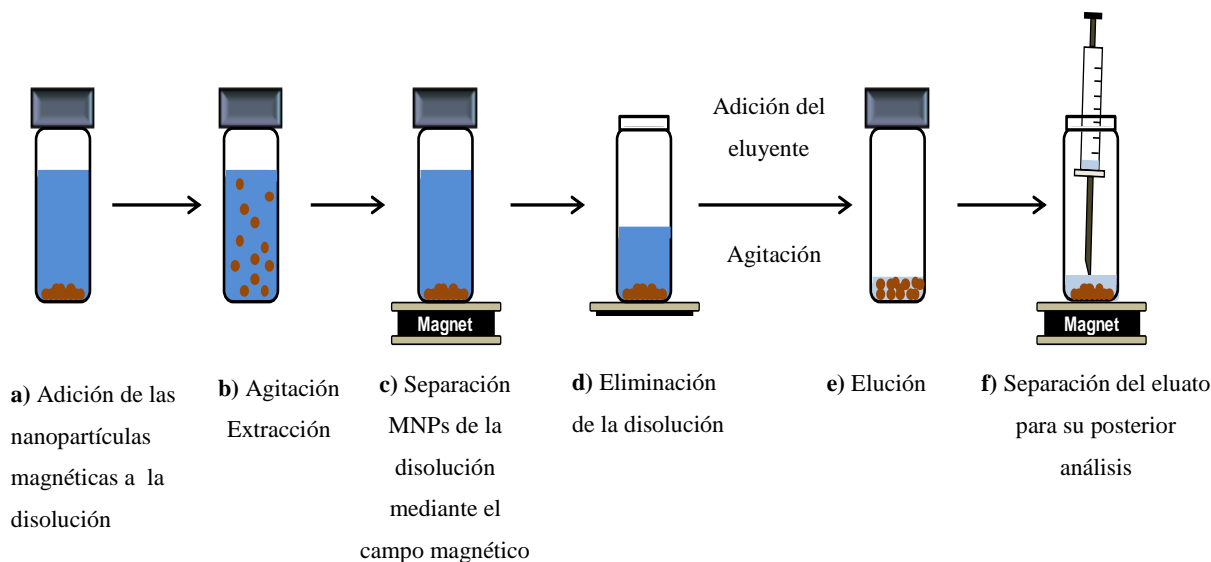 Adición del
eluyente
Agitación
Magnet
Magnet
a) Adición de las
nanopartículas
magnéticas a la
disolución
b) Agitación
Extracción
c) Separación
MNPs de la
disolución
mediante el
campo magnético
d) Eliminación
de la disolución
e) Elución
f) Separación del eluato
para su posterior
análisis